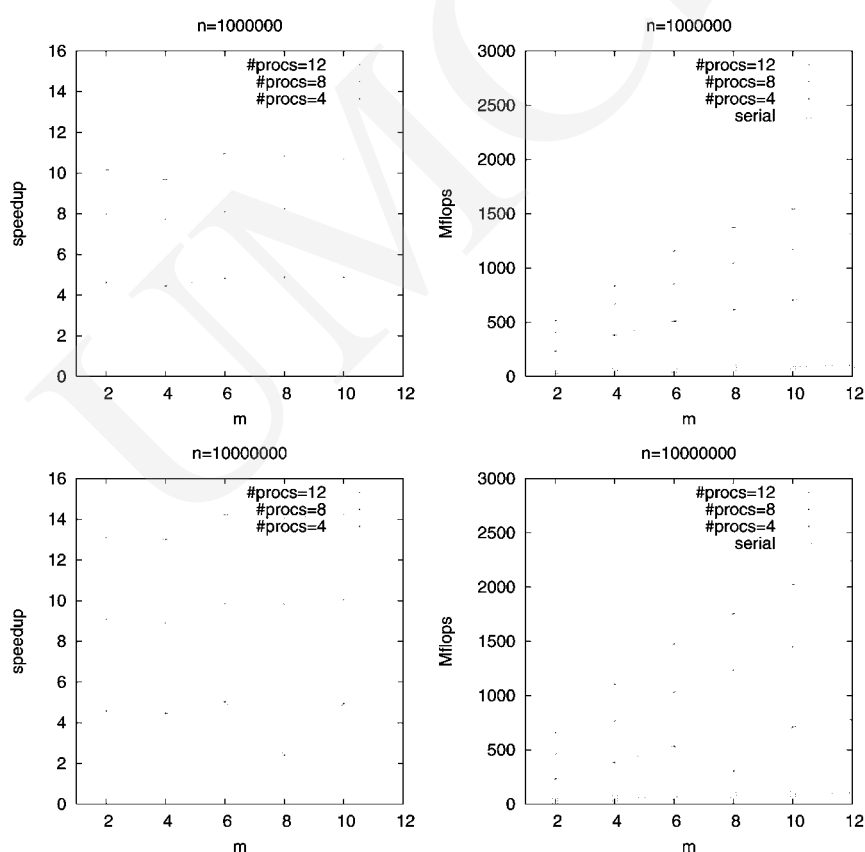 n=1000000
16
14
12
10
8
6
4
2
0
#procs=12
#procs=8
#procs=4
speedup
2 4 6 8 10 12
m
n=1000000
3000
2500
2000
1500
1000
500
0
#procs=12
#procs=8
#procs=4
serial
Mflops
2 4 6 8 10 12
m
n=10000000
16
14
12
10
8
6
4
2
0
#procs=12
#procs=8
#procs=4
speedup
2 4 6 8 10 12
m
n=10000000
3000
2500
2000
1500
1000
500
0
#procs=12
#procs=8
#procs=4
serial
Mflops
2 4 6 8 10 12
m
UMC